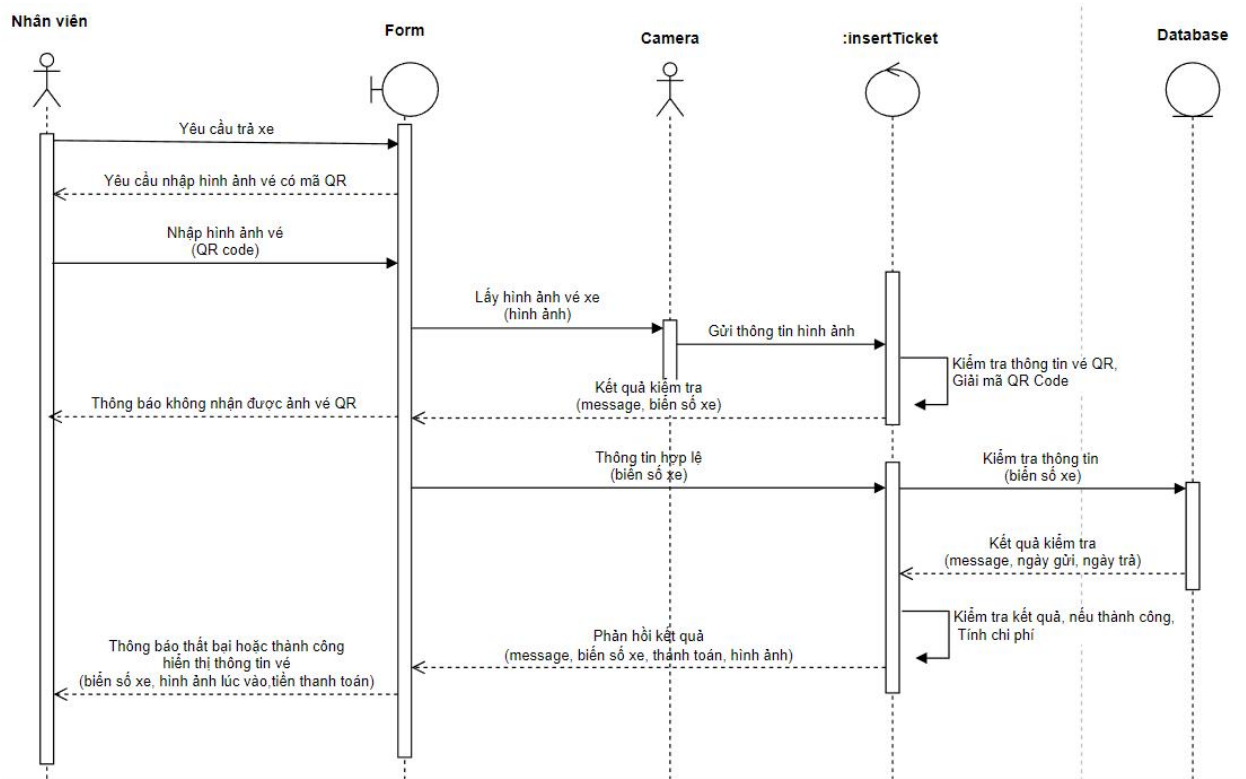 Nhân viên
Form
Camera
:insertTicket
Database
Yêu cầu trả xe
Yêu cầu nhập hình ảnh vé có mã QR
Nhập hình ảnh vé
(QR code)
Lấy hình ảnh vé xe
(hình ảnh)
Gửi thông tin hình ảnh
Kiểm tra thông tin vé QR,
Giải mã QR Code
Kết quả kiểm tra
(message, biển số xe)
Thông báo không nhận được ảnh vé QR
Thông tin hợp lệ
(biển số xe)
Kiểm tra thông tin
(biển số xe)
Kết quả kiểm tra
(message, ngày gửi, ngày trả)
Kiểm tra kết quả, nếu thành công,
Tính chi phí
Phản hồi kết quả
(message, biển số xe, thánh toán, hình ảnh)
Thông báo thất bại hoặc thành công
hiển thị thông tin vé
(biển số xe, hình ảnh lúc vào,tiền thanh toán)